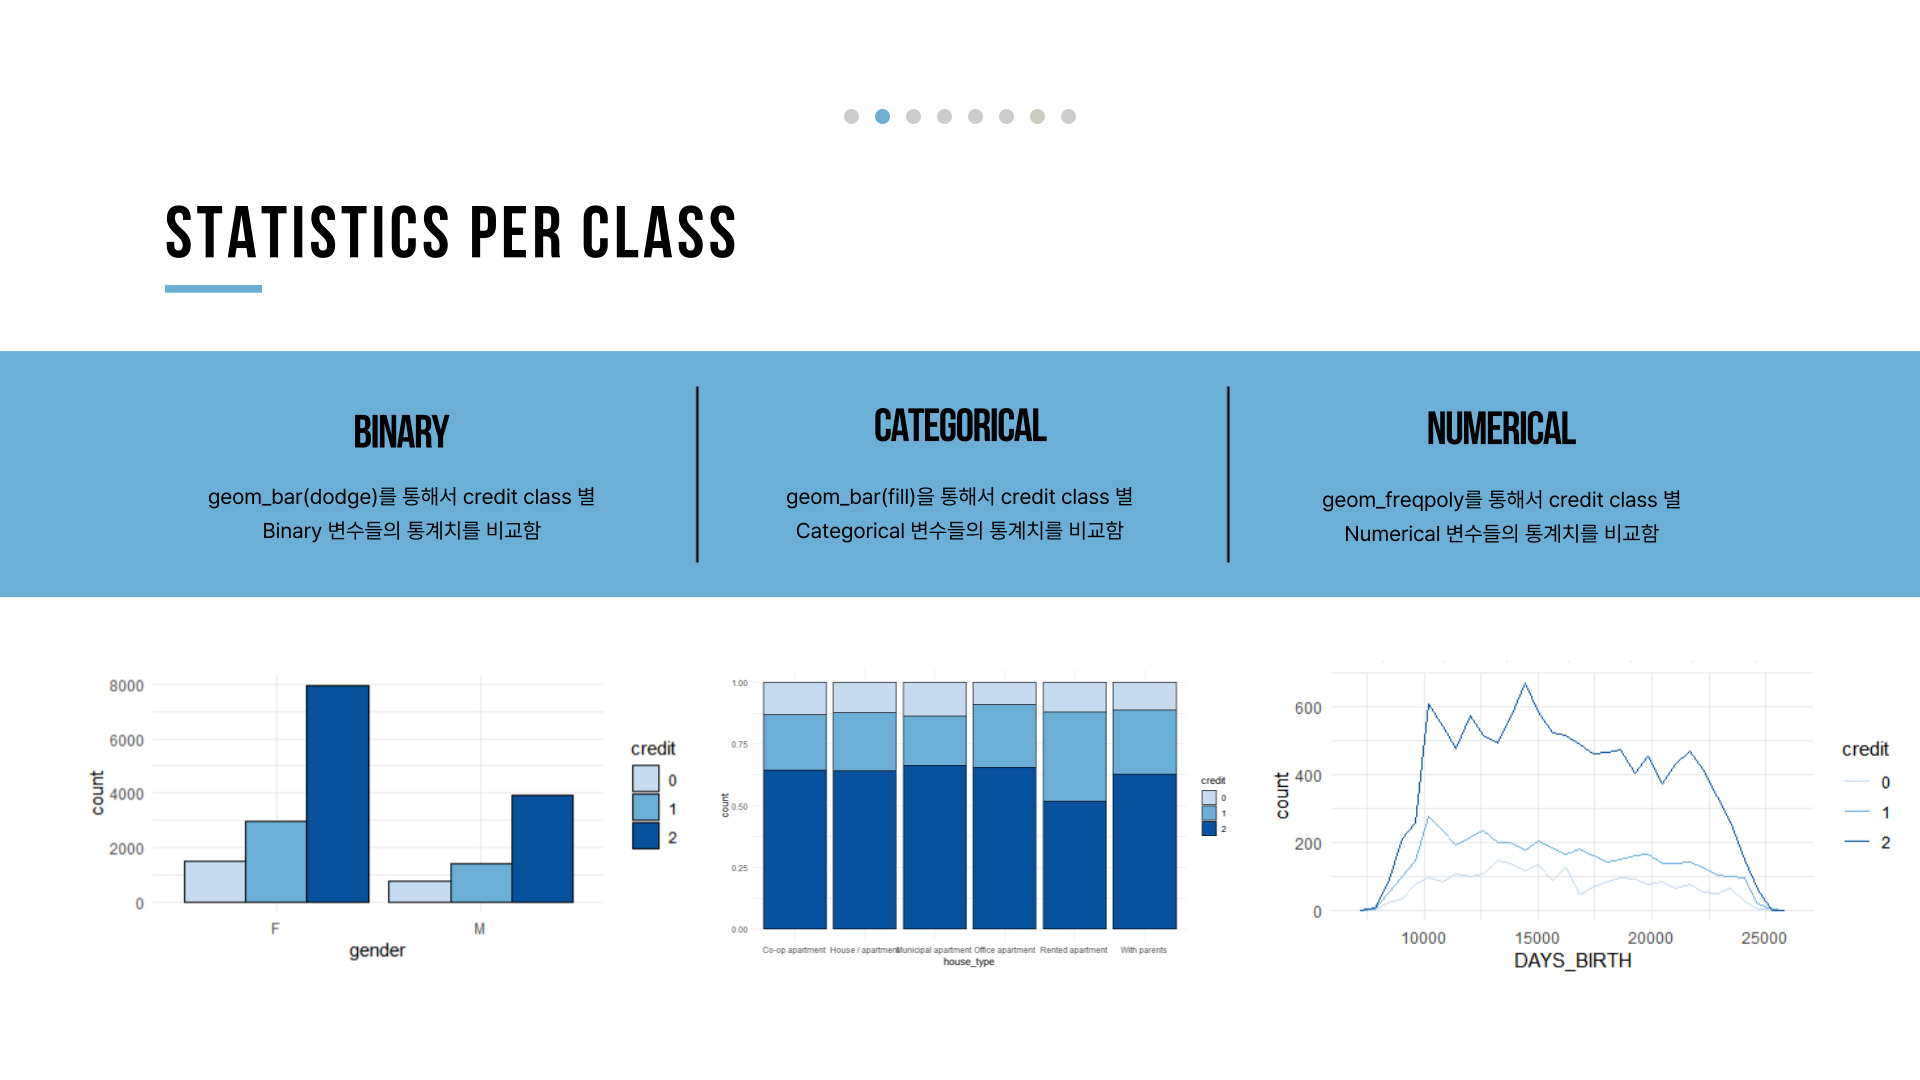 STATISTICS PER CLASS
BINARY
geom_bar(dodge)를 통해서 credit class 별
Binary 변수들의 통계치를 비교함
CATEGORICAL
geom_bar(fill)을 통해서 credit class 별
Categorical 변수들의 통계치를 비교함
NUMERICAL
geom_freqpoly를 통해서 credit class 별
Numerical 변수들의 통계치를 비교함
8000
6000
4000
2000
0
count
F
M
gender
credit
0
1
2
1.00
0.75
0.50
0.25
0.00
count
Co-op apartment
House / apartment
Municipal apartment
Office apartment
Rented apartment
With parents
house_type
credit
0
1
2
600
400
200
0
count
10000
15000
20000
25000
DAYS_BIRTH
credit
0
1
2